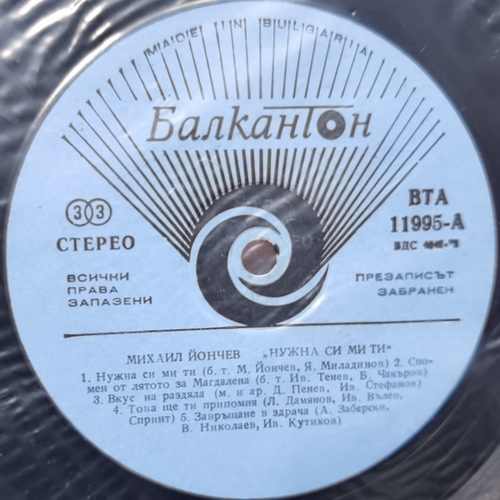 MADE IN BULGARIA
Балкантон
33
СТЕРЕО
ВТА
11995-А
ВСИЧКИ
ПРАВА
ЗАПАЗЕНИ
ПРЕЗАПИСЪТ
ЗАБРАНЕН
МИХАИЛ ЙОНЧЕВ „НУЖНА СИ МИ ТИ“
1. Нужна си ми ти (б. т. М. Йончев, Я. Миладинов) 2. Спо-
мен от лятото за Магдалена (б. т. Ив. Тенев, В. Чакъров)
3. Вкус на раздяла (м. и ар. Д. Пенев, Ив. Стефанов)
4. Това ще ти припомня (Л. Дамянов, Ив. Вълев,
Спринт) 5. Завръщане в здрача (А. Заберски,
В. Николаев, Ив. Кутиков)